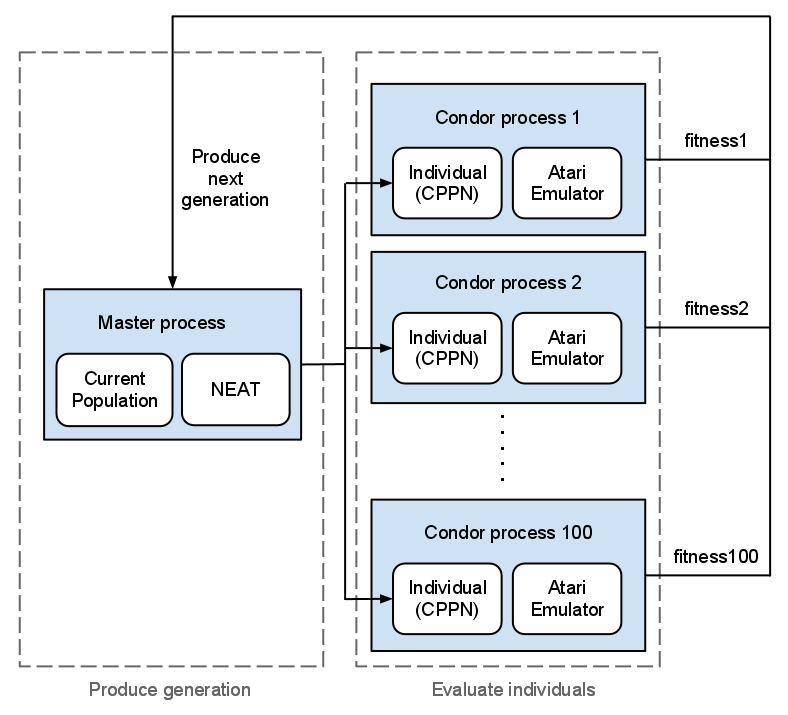 Produce
next
generation
Master process
Current
Population
NEAT
Condor process 1
Individual
(CPPN)
Atari
Emulator
fitness1
Condor process 2
Individual
(CPPN)
Atari
Emulator
fitness2
Condor process 100
Individual
(CPPN)
Atari
Emulator
fitness100
Produce generation
Evaluate individuals